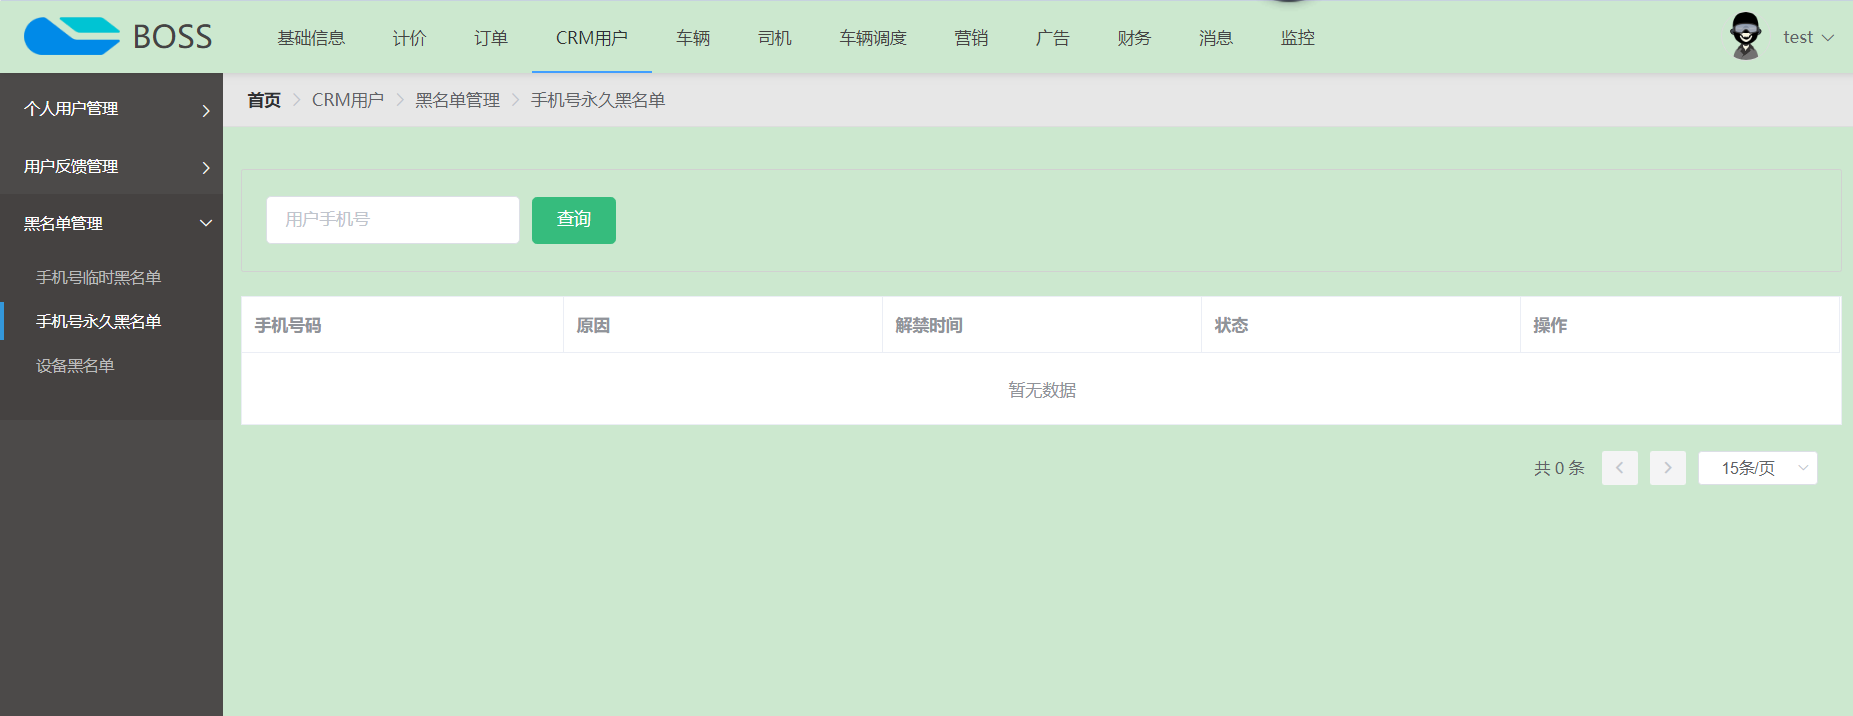 BOSS
基础信息 计价 订单 CRM用户 车辆 司机 车辆调度 营销 广告 财务 消息 监控
test
个人用户管理
用户反馈管理
黑名单管理
手机号临时黑名单
手机号永久黑名单
设备黑名单
首页 CRM用户 黑名单管理 手机号永久黑名单
用户手机号 查询
手机号码 原因 解禁时间 状态 操作
暂无数据
共 0 条 15条/页